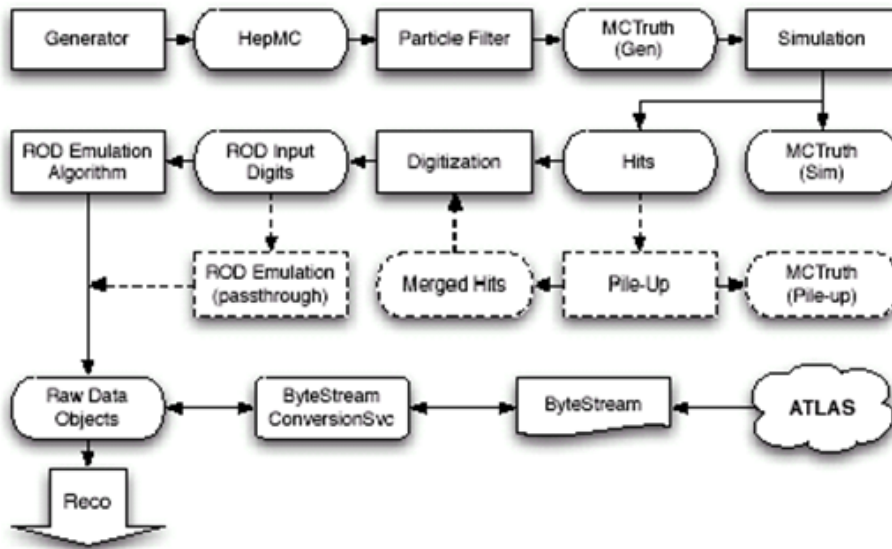 Generator
HepMC
Particle Filter
MCTruth
(Gen)
Simulation
ROD Emulation
Algorithm
ROD Input
Digits
Digitization
Hits
MCTruth
(Sim)
ROD Emulation
(passthrough)
Merged Hits
Pile-Up
MCTruth
(Pile-up)
Raw Data
Objects
ByteStream
ConversionSvc
ByteStream
ATLAS
Reco